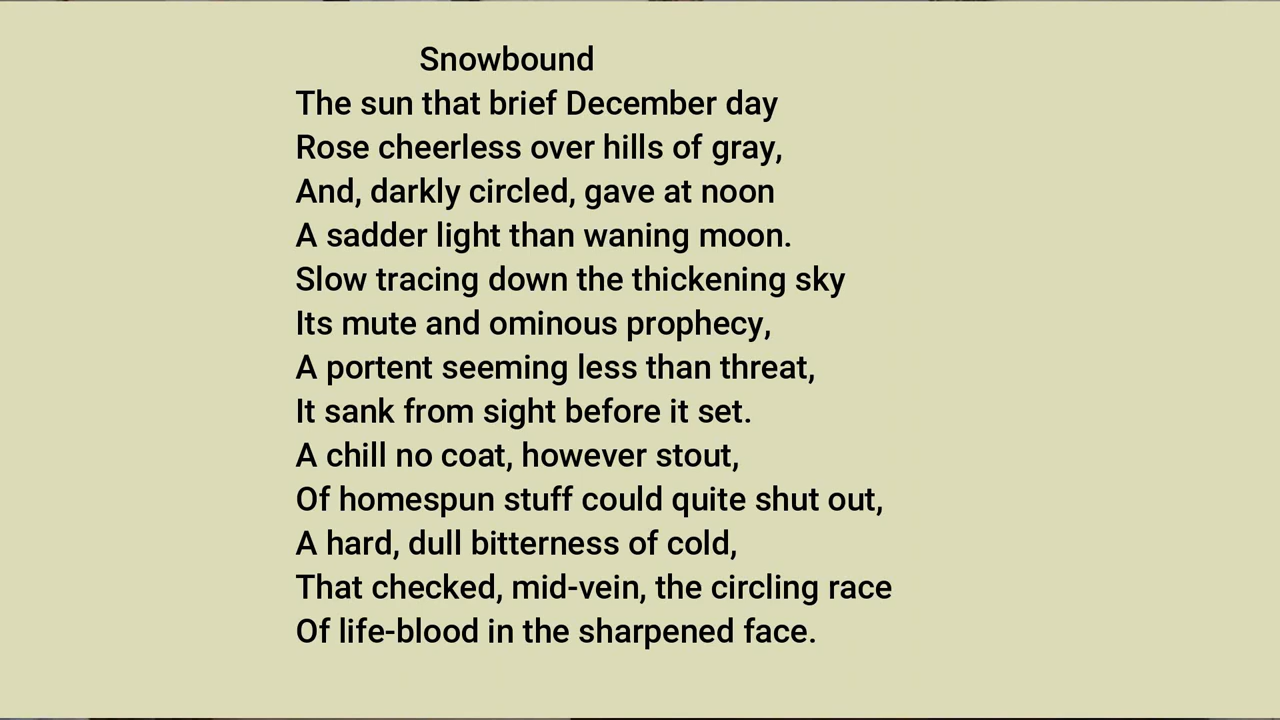 Snowbound
The sun that brief December day
Rose cheerless over hills of gray,
And, darkly circled, gave at noon
A sadder light than waning moon.
Slow tracing down the thickening sky
Its mute and ominous prophecy,
A portent seeming less than threat,
It sank from sight before it set.
A chill no coat, however stout,
Of homespun stuff could quite shut out,
A hard, dull bitterness of cold,
That checked, mid-vein, the circling race
Of life-blood in the sharpened face.